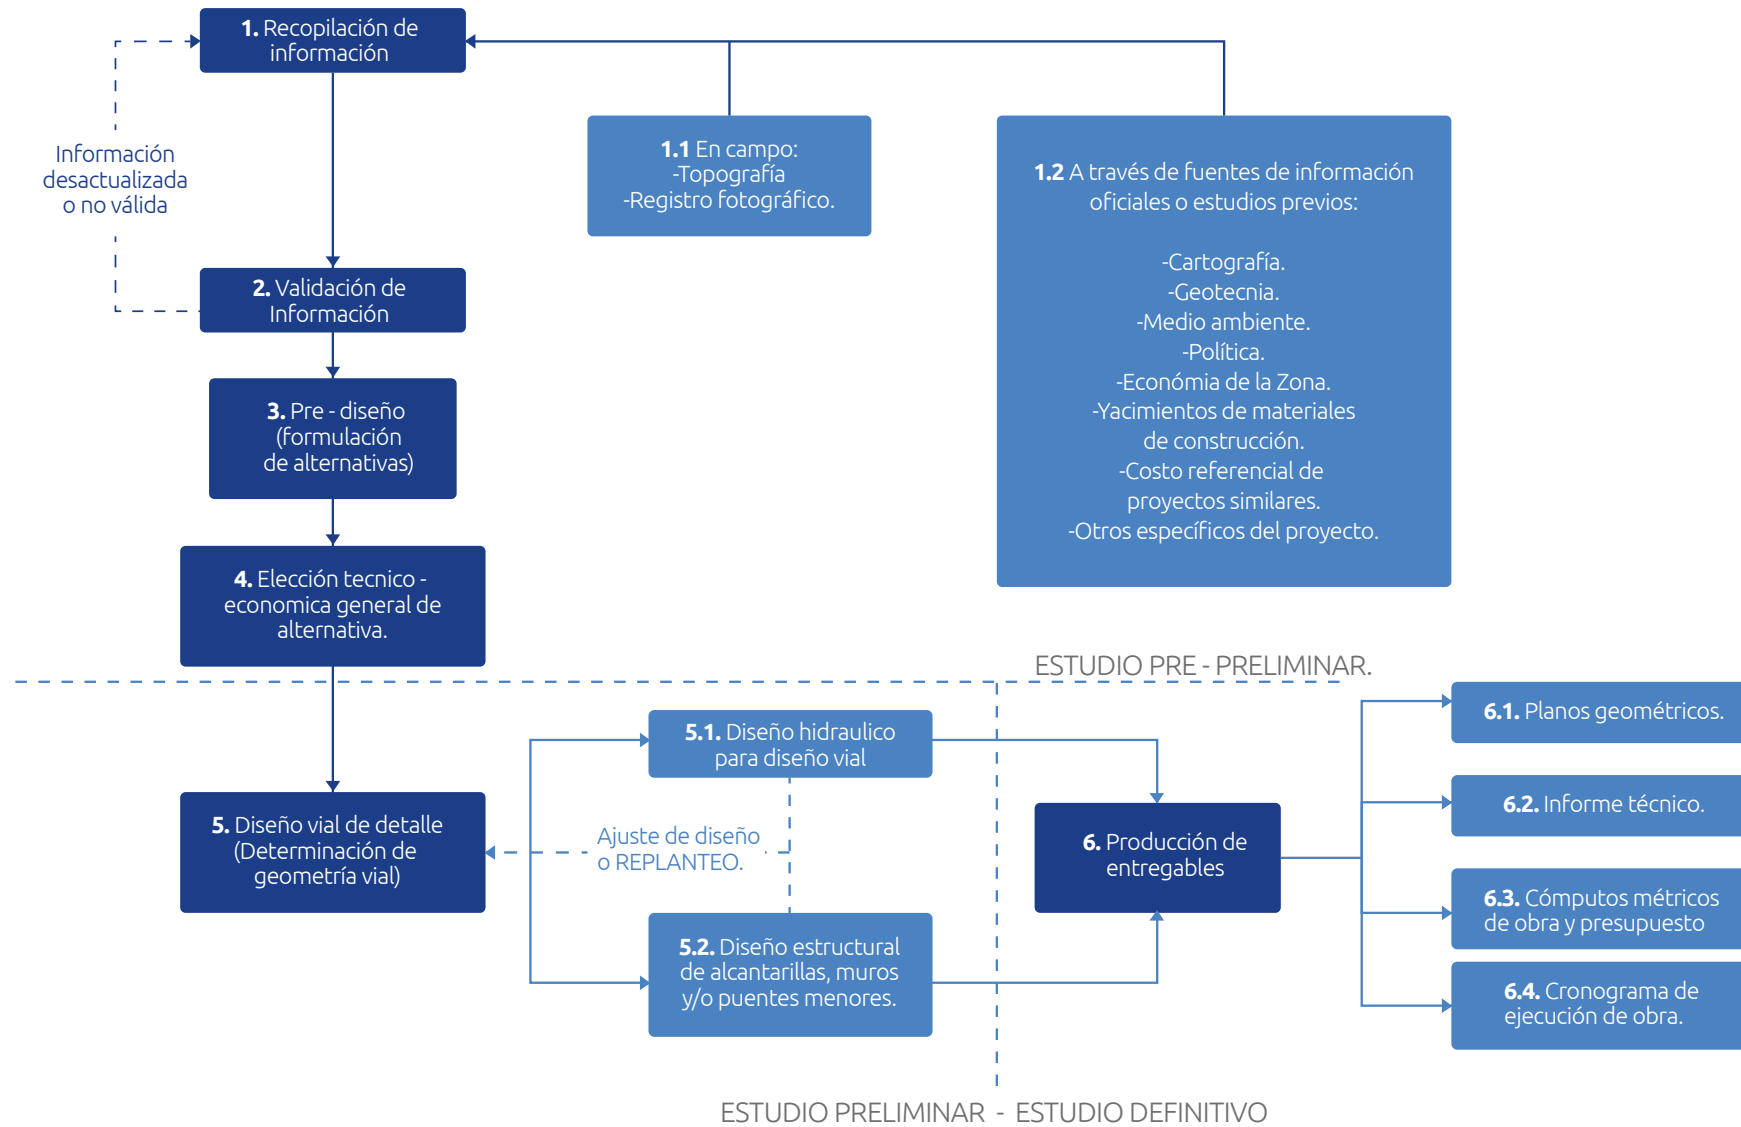 1. Recopilación de
información
Información
desactualizada
o no válida
1.1 En campo:
-Topografía
-Registro fotográfico.
1.2 A través de fuentes de información
oficiales o estudios previos:
-Cartografía.
-Geotecnia.
-Medio ambiente.
-Política.
-Económia de la Zona.
-Yacimientos de materiales
de construcción.
-Costo referencial de
proyectos similares.
-Otros específicos del proyecto.
2. Validación de
Información
3. Pre - diseño
(formulación
de alternativas)
4. Elección tecnico -
economica general de
alternativa.
ESTUDIO PRE - PRELIMINAR.
5. Diseño vial de detalle
(Determinación de
geometría vial)
5.1. Diseño hidraulico
para diseño vial
Ajuste de diseño
o REPLANTEO.
5.2. Diseño estructural
de alcantarillas, muros
y/o puentes menores.
6. Producción de
entregables
6.1. Planos geométricos.
6.2. Informe técnico.
6.3. Cómputos métricos
de obra y presupuesto
6.4. Cronograma de
ejecución de obra.
ESTUDIO PRELIMINAR - ESTUDIO DEFINITIVO